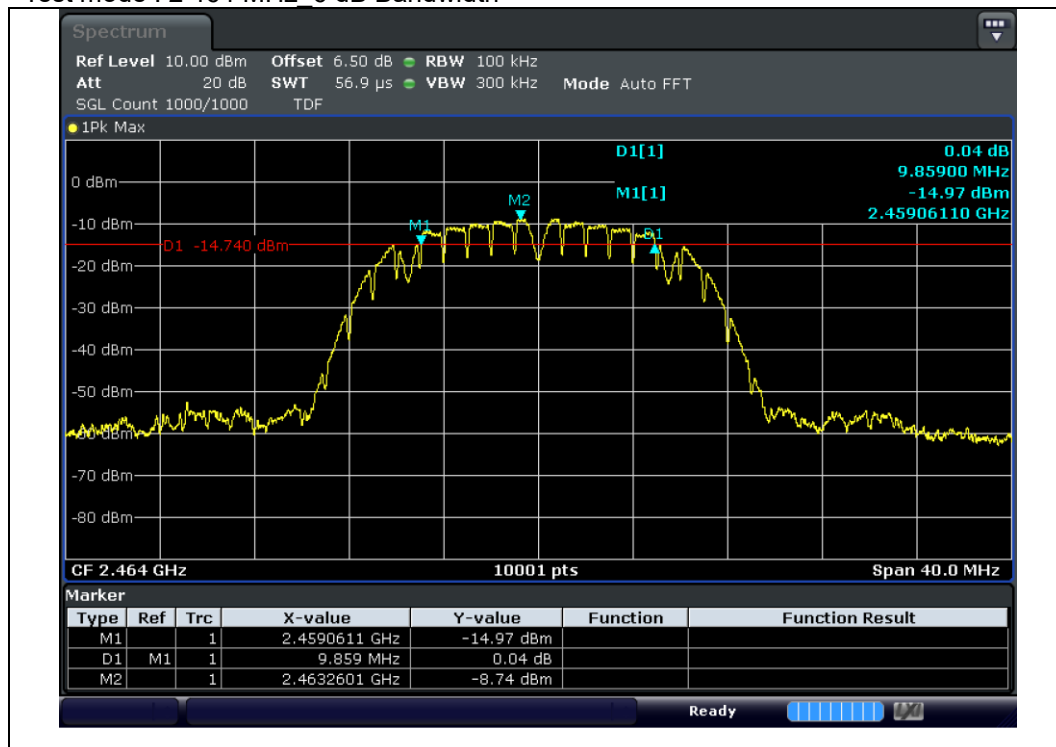 Spectrum
Ref Level 10.00 dBm Offset 6.50 dB RBW 100 kHz
Att 20 dB SWT 56.9 µs VBW 300 kHz Mode Auto FFT
SGL Count 1000/1000 TDF
1Pk Max
D1[1] 0.04 dB
9.85900 MHz
M1[1] -14.97 dBm
2.45906110 GHz
0 dBm
M2
-10 dBm
M1
D1
D1 -14.740 dBm
-20 dBm
-30 dBm
-40 dBm
-50 dBm
-60 dBm
-70 dBm
-80 dBm
CF 2.464 GHz 10001 pts Span 40.0 MHz
Marker
Type Ref Trc X-value Y-value Function Function Result
M1 1 2.4590611 GHz -14.97 dBm
D1 M1 1 9.859 MHz 0.04 dB
M2 1 2.4632601 GHz -8.74 dBm
Ready